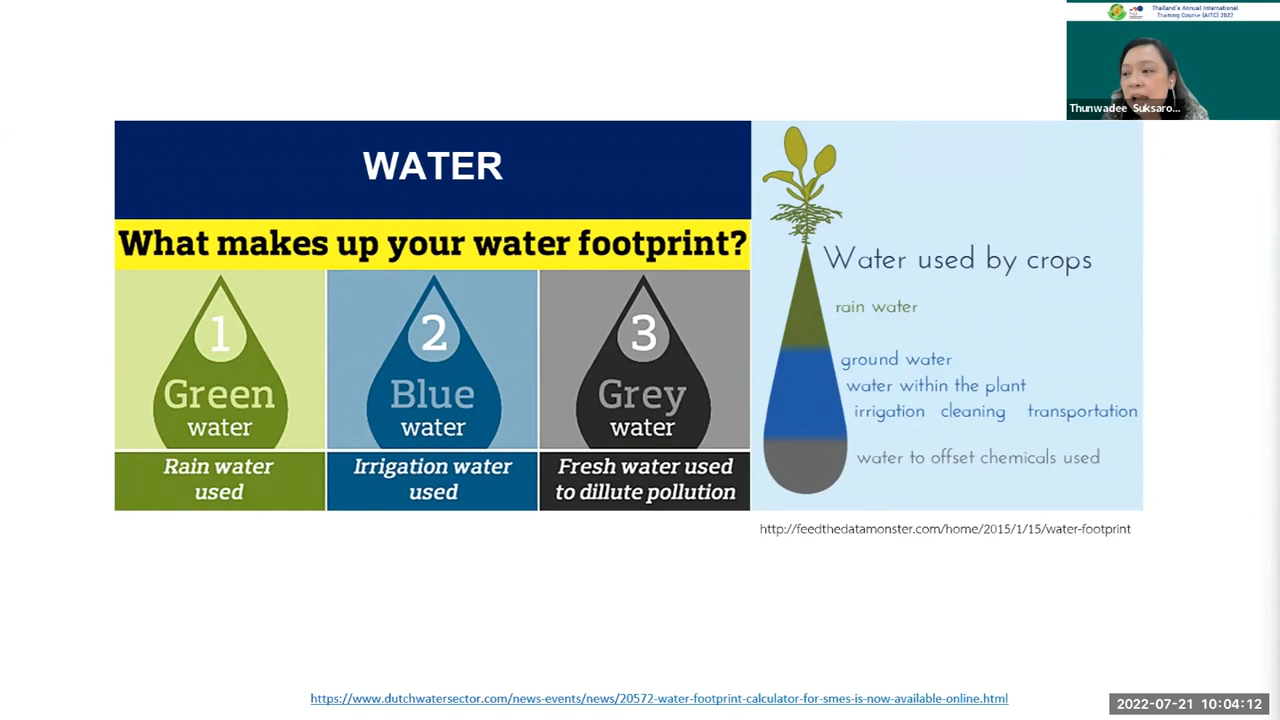 Thailand's Annual International
Training Course (AITC) 2022
Thunwadee Suksaro...
WATER
What makes up your water footprint?
1
Green
water
Rain water
used
2
Blue
water
Irrigation water
used
3
Grey
water
Fresh water used
to dillute pollution
Water used by crops
rain water
ground water
water within the plant
irrigation cleaning transportation
water to offset chemicals used
http://feedthedatamonster.com/home/2015/1/15/water-footprint
https://www.dutchwatersector.com/news-events/news/20572-water-footprint-calculator-for-smes-is-now-available-online.html
2022-07-21 10:04:12